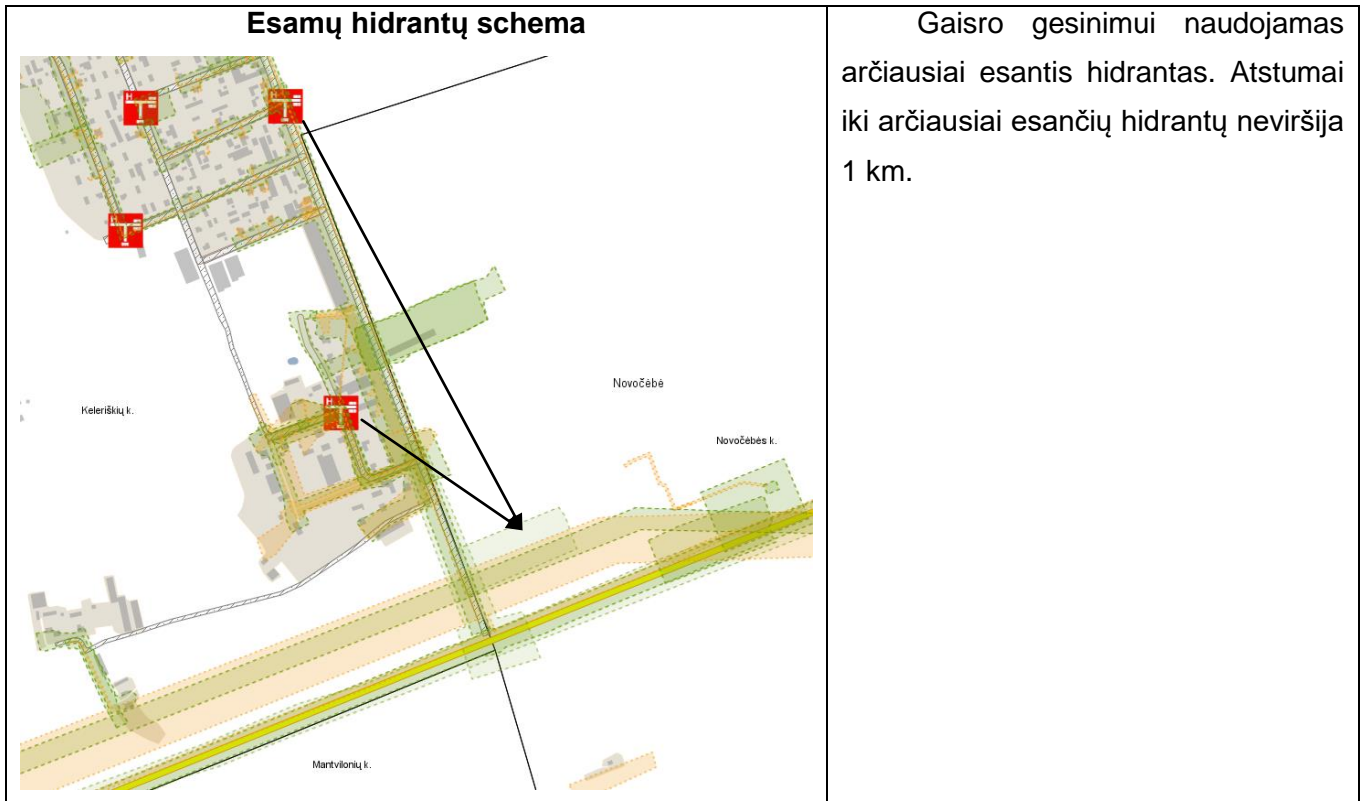 Esamų hidrantų schema
Gaisro gesinimui naudojamas
arčiausiai esantis hidrantas. Atstumai
iki arčiausiai esančių hidrantų neviršija
1 km.
H
H
H
H
Novočėbė
Keleriškių k.
Novočėbės k.
Mantvilonių k.